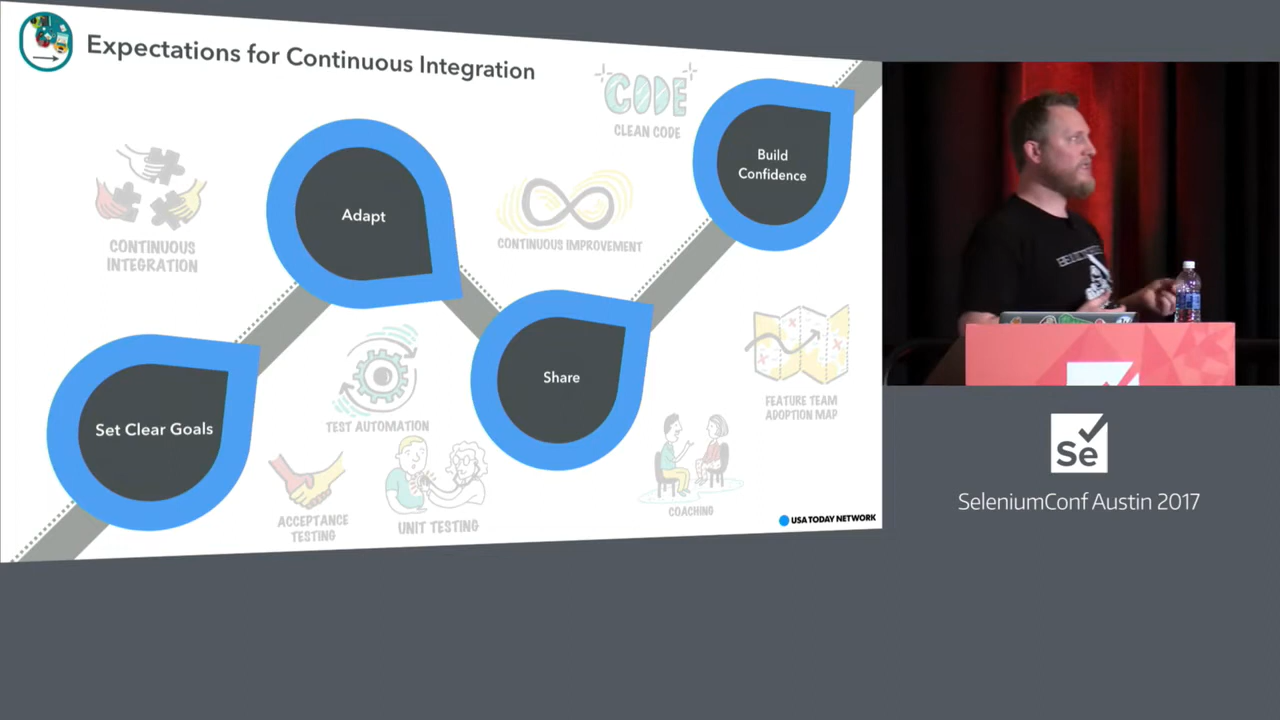 Expectations for Continuous Integration
CODE
CLEAN CODE
Build
Confidence
Adapt
CONTINUOUS
INTEGRATION
CONTINUOUS IMPROVEMENT
Share
Set Clear Goals
TEST AUTOMATION
FEATURE TEAM
ADOPTION MAP
ACCEPTANCE
TESTING
UNIT TESTING
COACHING
USA TODAY NETWORK
Se
SeleniumConf Austin 2017